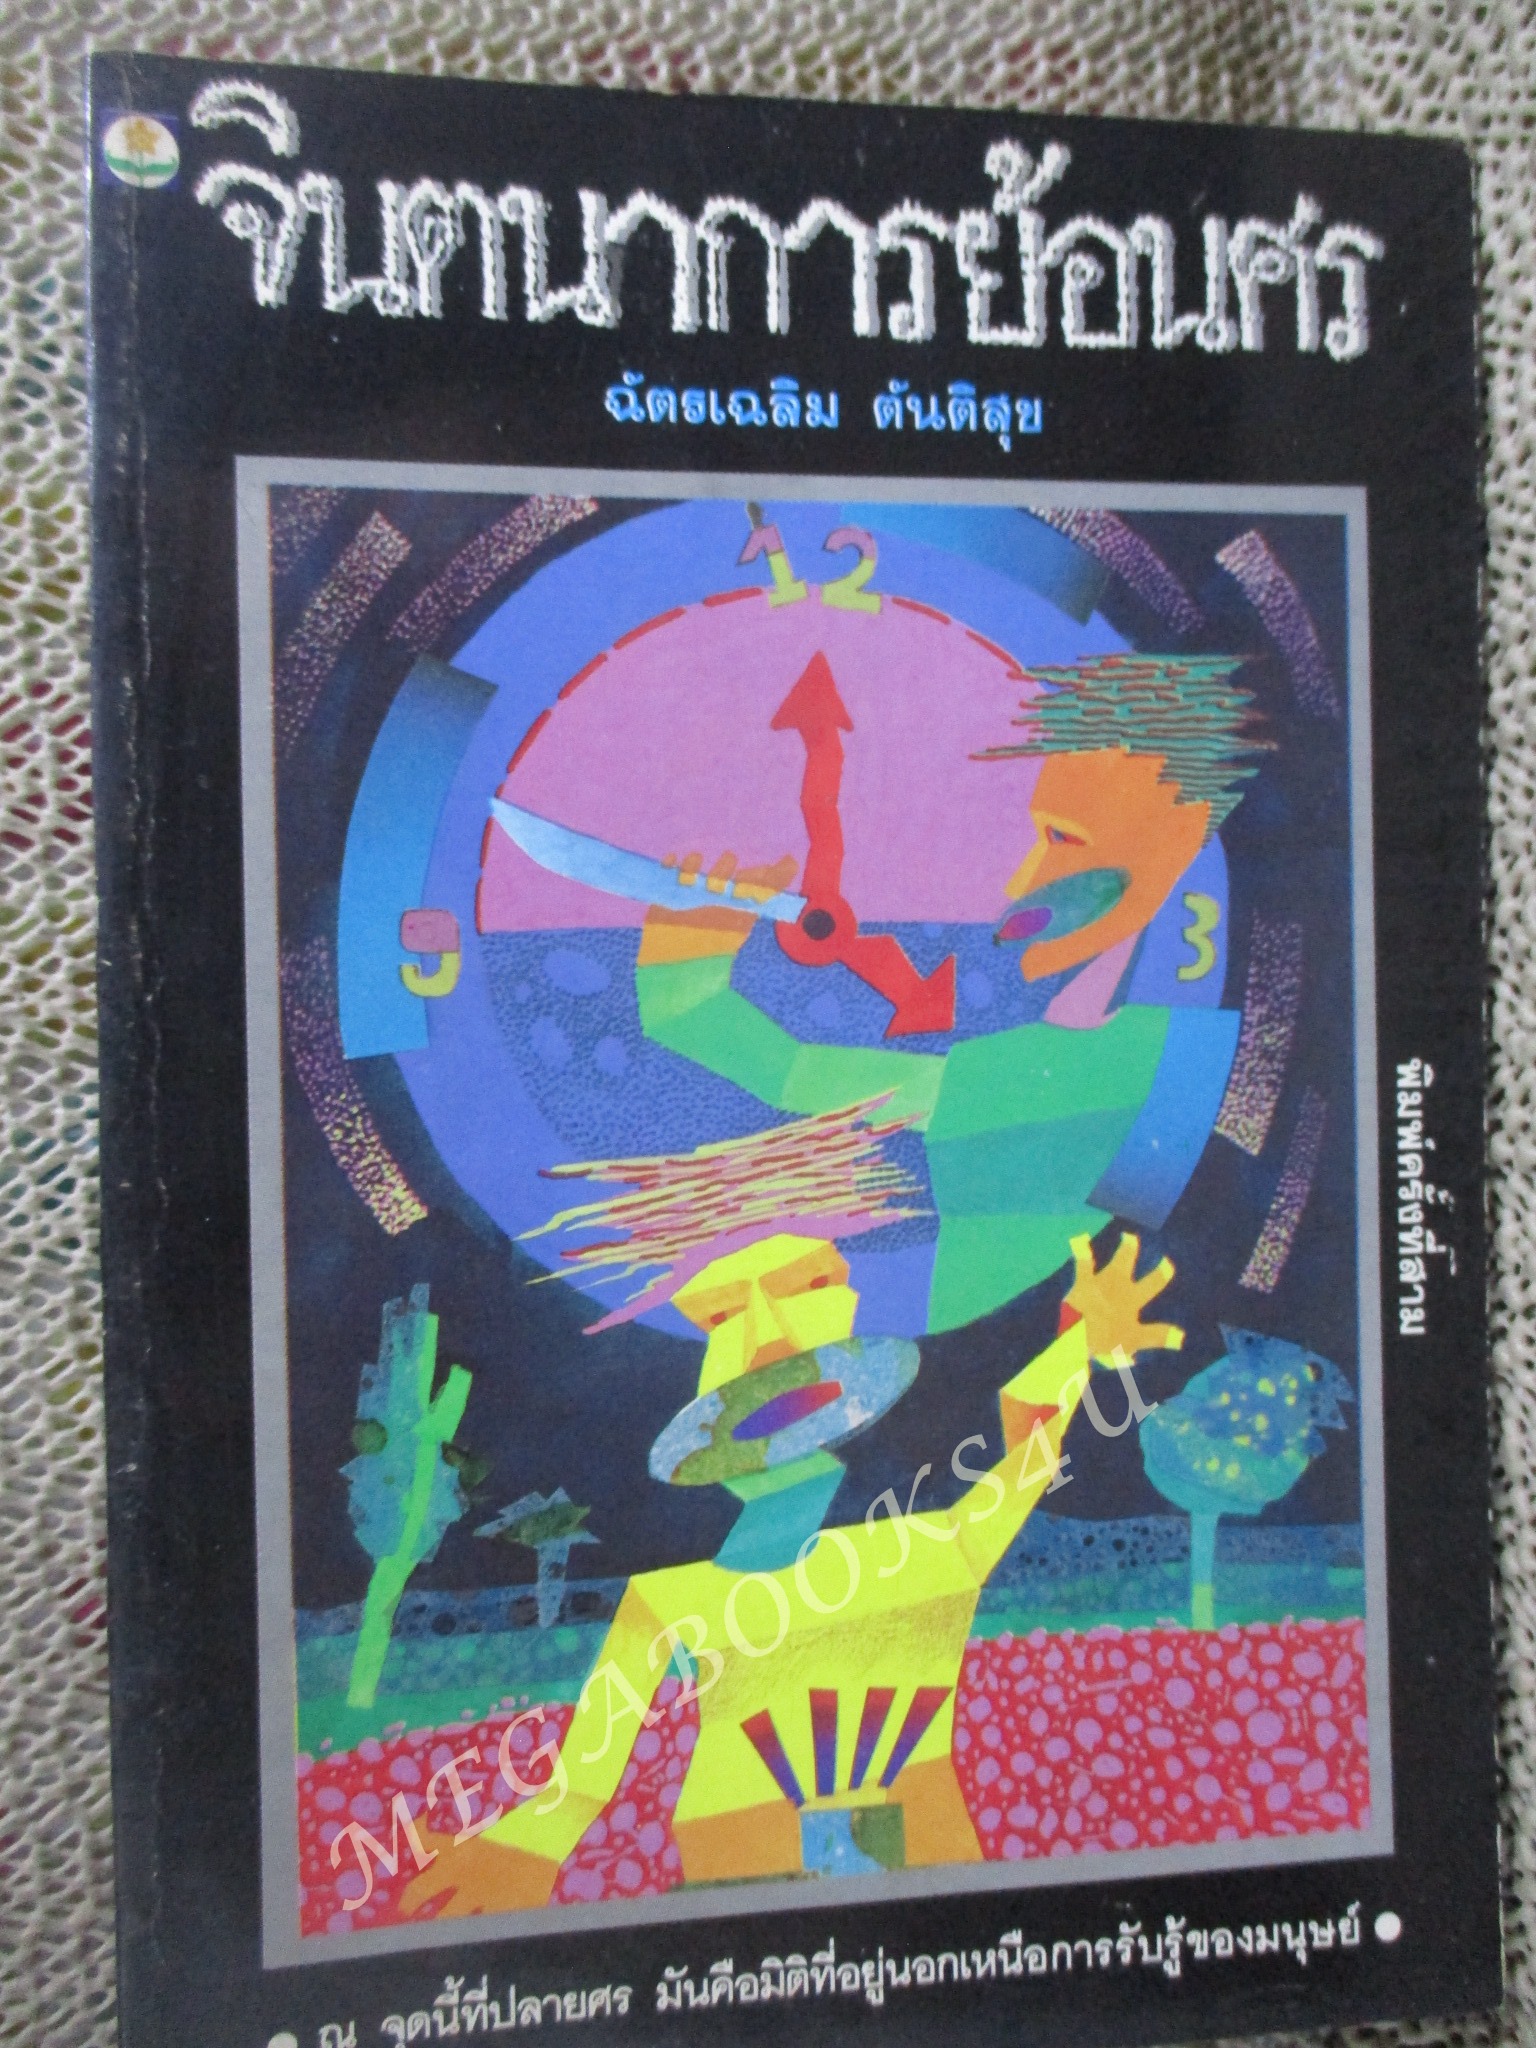 จินตนาการย้อนศร
ฉัตรเฉลิม ตันติสุข
12
3
9
พิมพ์ครั้งที่สาม
MEGABOOKS4U
● ณ จุดนี้ที่ปลายศร มันคือมิติที่อยู่นอกเหนือการรับรู้ของมนุษย์ ●